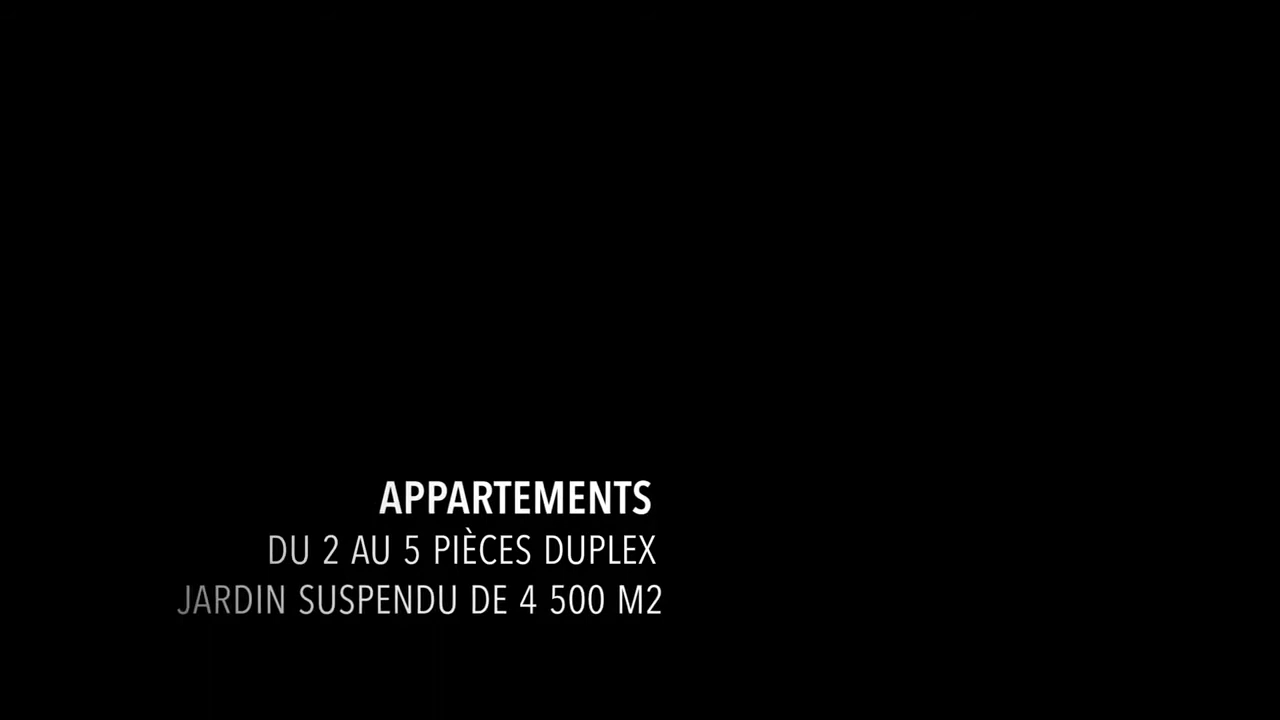 APPARTEMENTS
DU 2 AU 5 PIÈCES DUPLEX
JARDIN SUSPENDU DE 4 500 M2